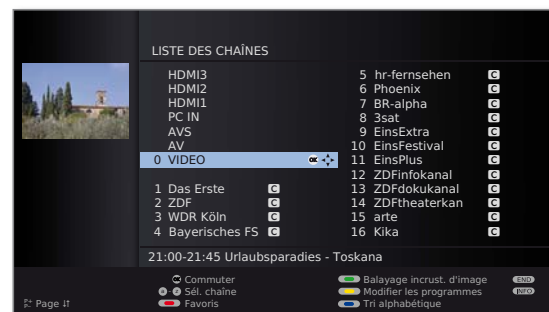 LISTE DES CHAÎNES
HDMI3
HDMI2
HDMI1
PC IN
AVS
AV
0 VIDEO OK
1 Das Erste C
2 ZDF C
3 WDR Köln C
4 Bayerisches FS C
5 hr-fernsehen C
6 Phoenix C
7 BR-alpha C
8 3sat C
9 EinsExtra C
10 EinsFestival C
11 EinsPlus C
12 ZDFinfokanal C
13 ZDFdokukanal C
14 ZDFtheaterkan C
15 arte C
16 Kika C
21:00-21:45 Urlaubsparadies - Toskana
OK Commuter
Sél. chaîne
Favoris
Balayage incrust. d'image END
Modifier les programmes INFO
Tri alphabétique
Page